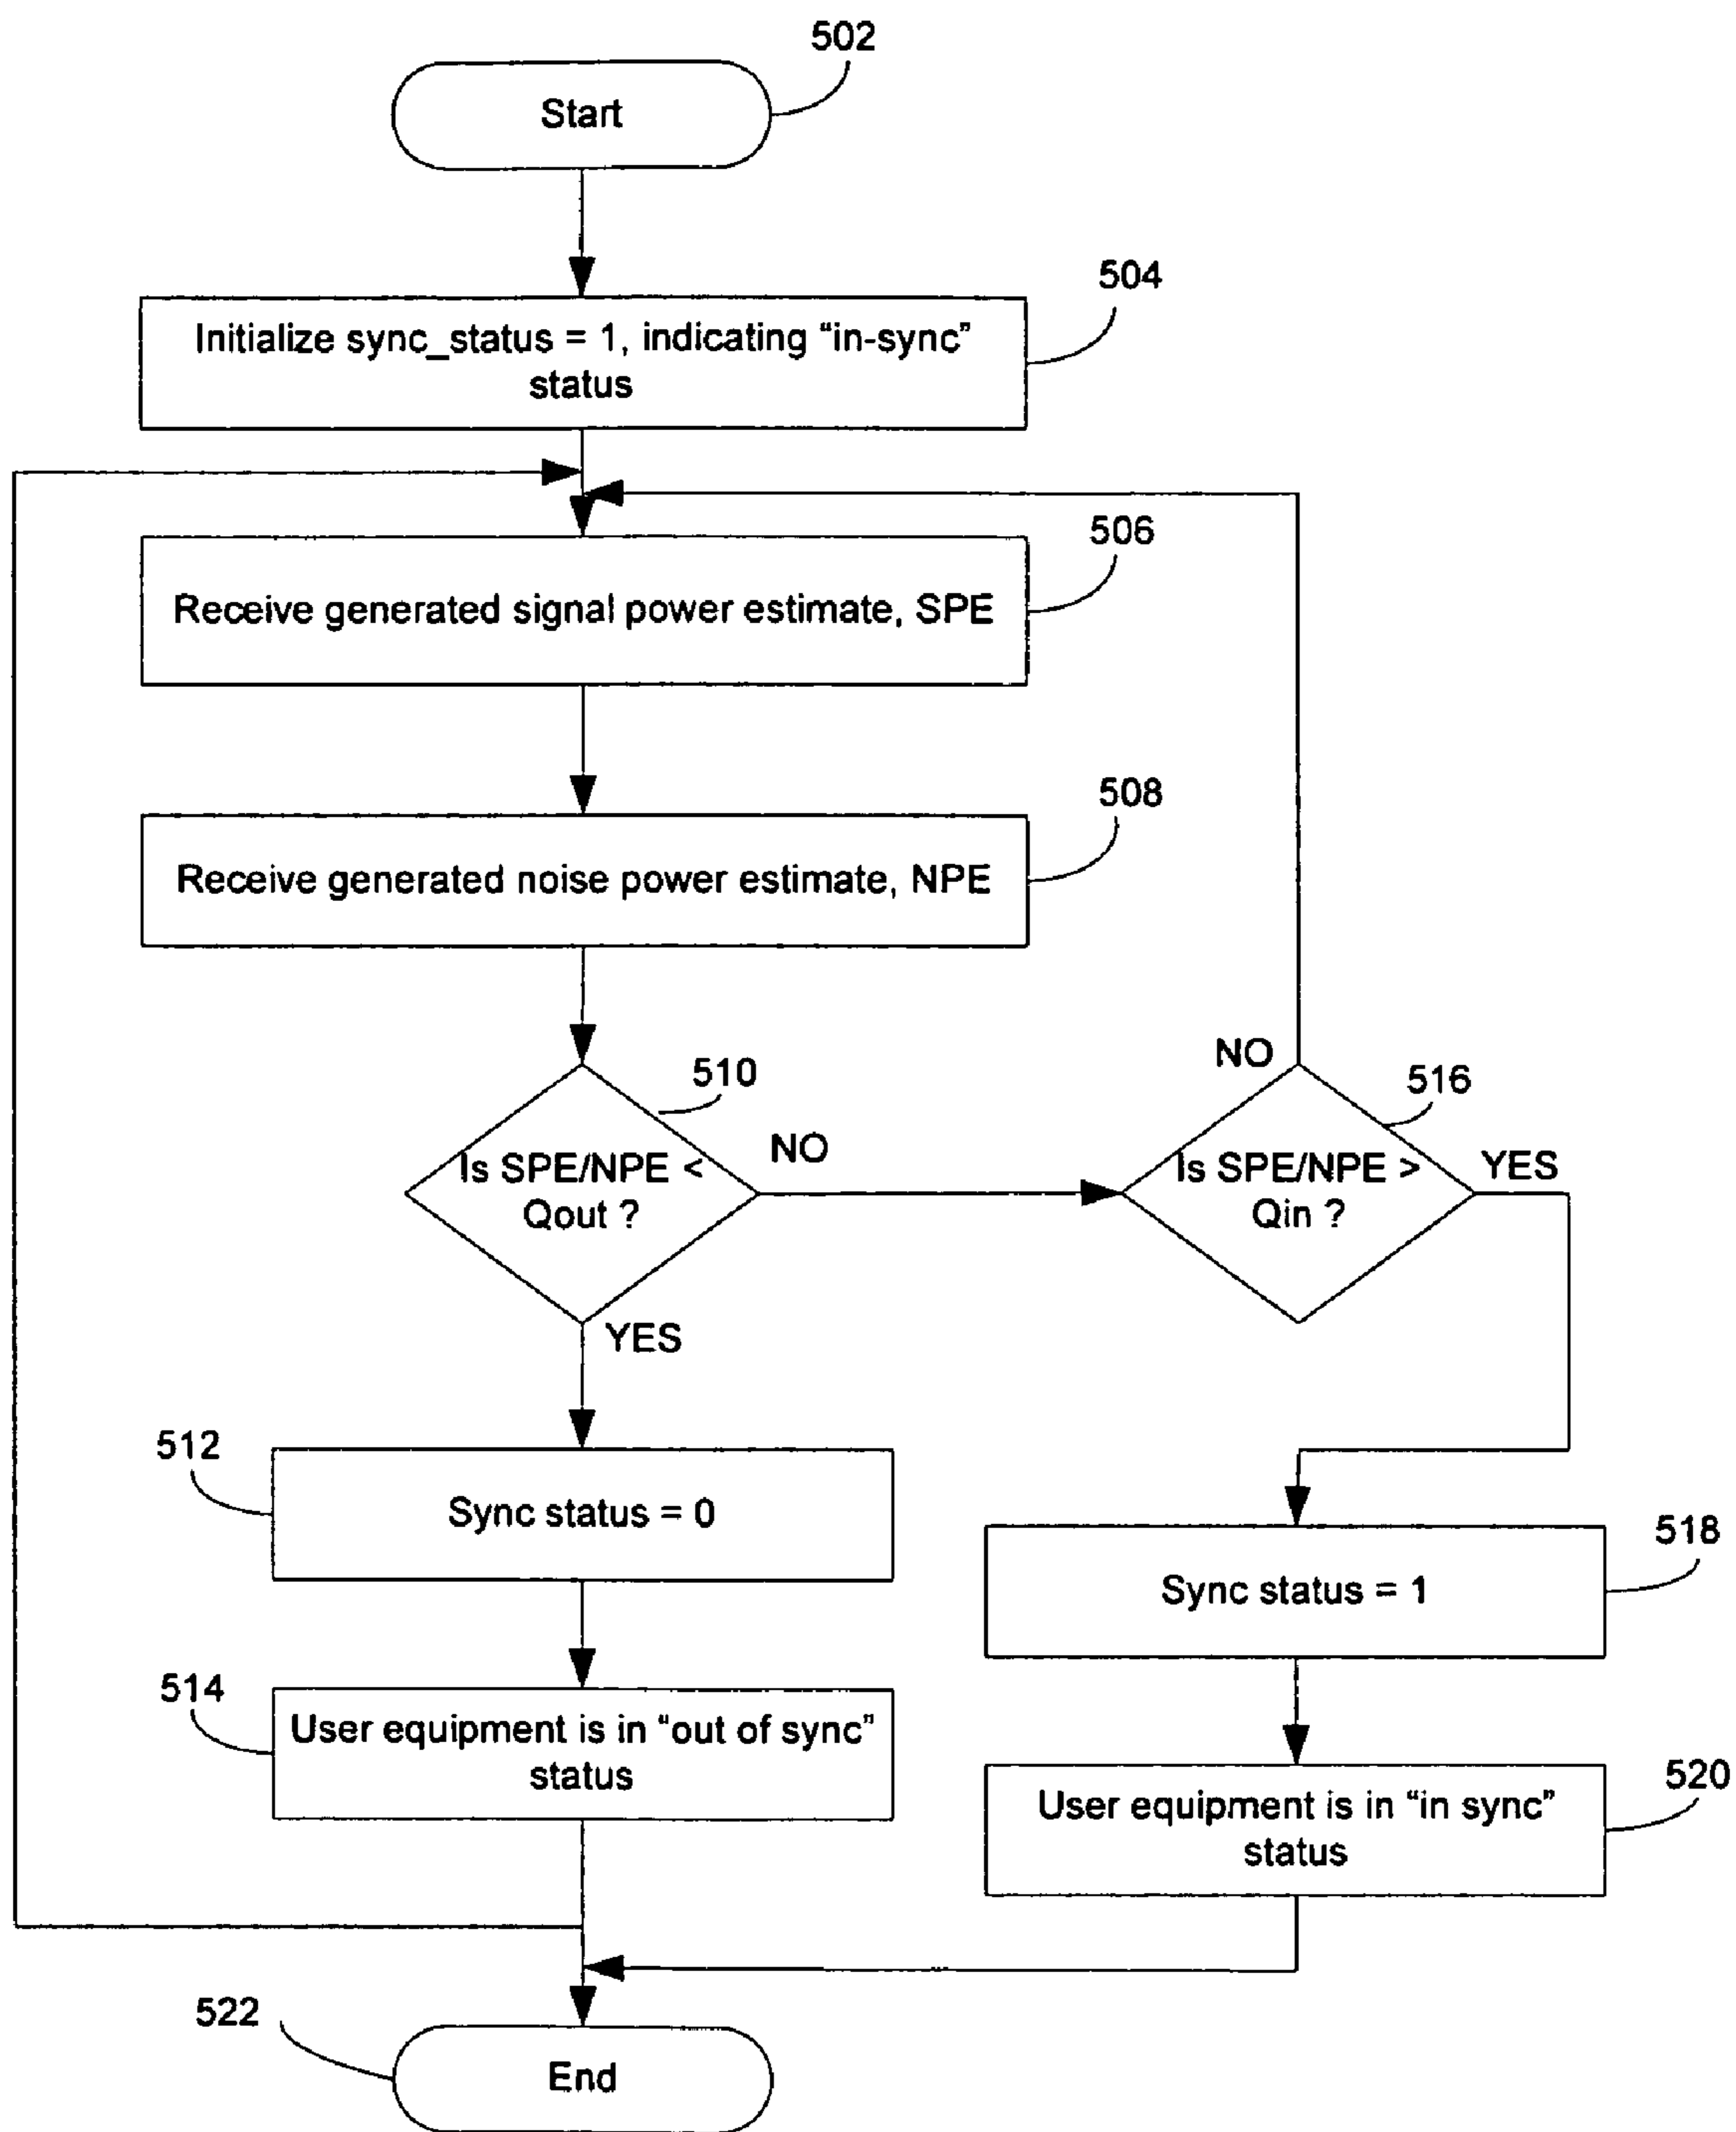 502
Start
504
Initialize sync_status = 1, indicating “in-sync”
status
506
Receive generated signal power estimate, SPE
508
Receive generated noise power estimate, NPE
510
Is SPE/NPE <
Qout ?
NO
YES
516
Is SPE/NPE >
Qin ?
NO
YES
512
Sync status = 0
518
Sync status = 1
514
User equipment is in “out of sync”
status
520
User equipment is in “in sync”
status
522
End